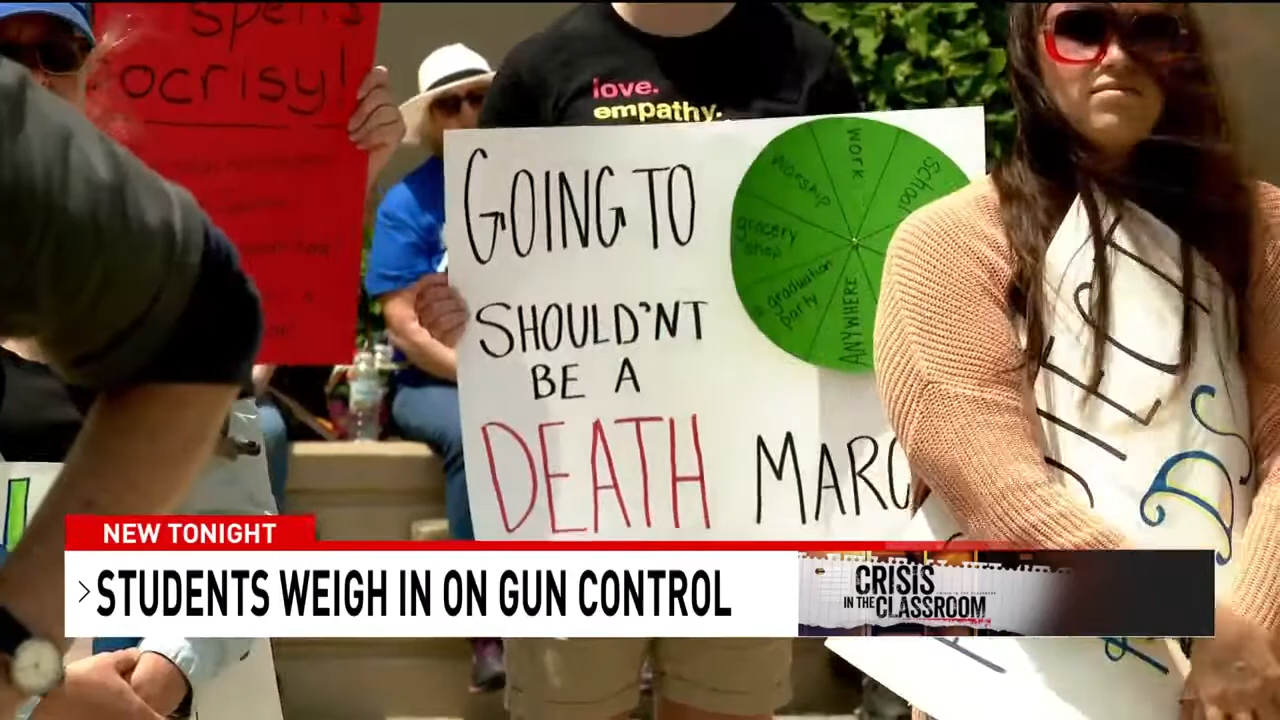 spens
ocrisy!
love.
empathy.
GOING TO
SHOULD'NT
BE A
DEATH MARC
WORK
School
worship
grocery
shop
a graduation
party
ANYWHERE
NEW TONIGHT
STUDENTS WEIGH IN ON GUN CONTROL
CRISIS
IN THE CLASSROOM